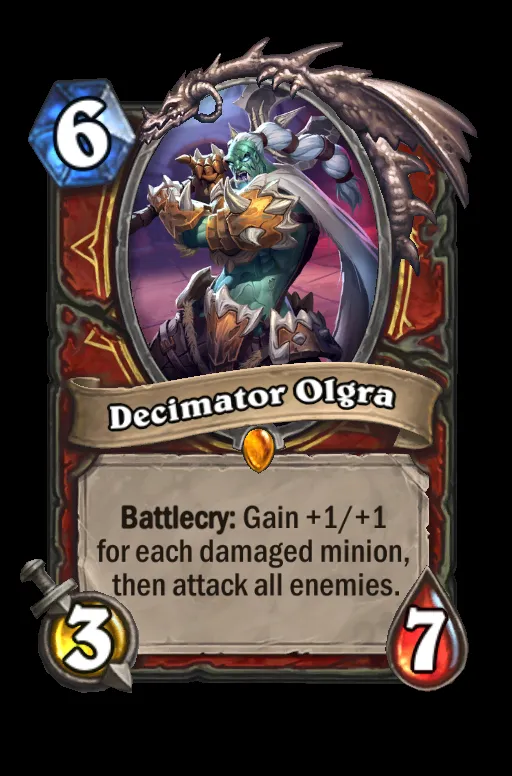 6
Decimator Olgra
Battlecry: Gain +1/+1
for each damaged minion,
then attack all enemies.
3
7